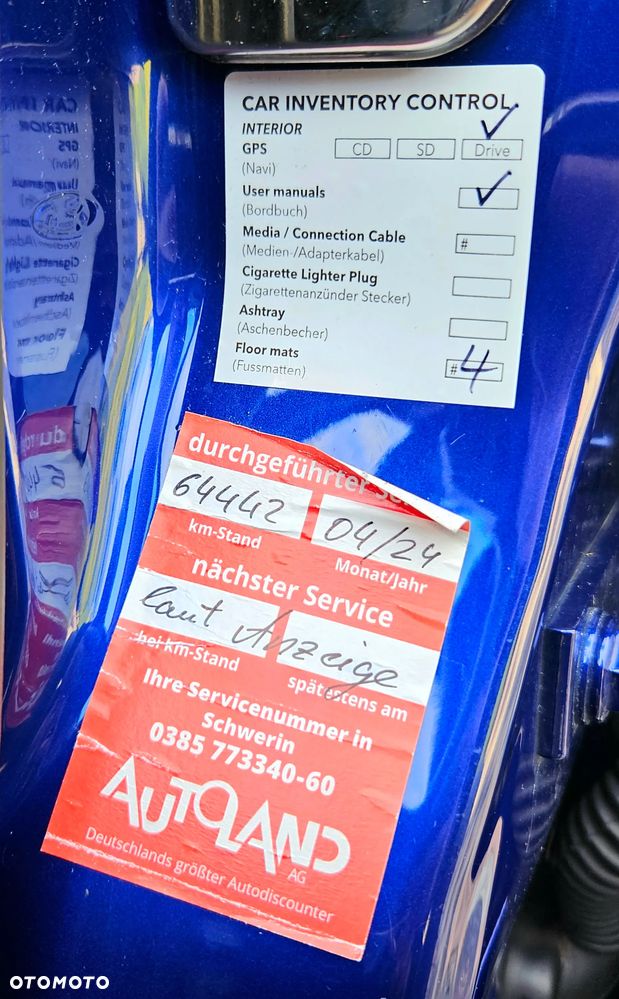 CAR INVENTORY CONTROL
INTERIOR
GPS CD SD Drive ✓
(Navi)
User manuals ✓
(Bordbuch)
Media / Connection Cable #
(Medien-/Adapterkabel)
Cigarette Lighter Plug
(Zigarettenanzünder Stecker)
Ashtray
(Aschenbecher)
Floor mats #4
(Fussmatten)
durchgeführter
64442 04/24
km-Stand Monat/Jahr
nächster Service
laut Anzeige
bei km-Stand spätestens am
Ihre Servicenummer in
Schwerin
0385 773340-60
AUTOLAND
AG
Deutschlands größter Autodiscounter
OTOMOTO